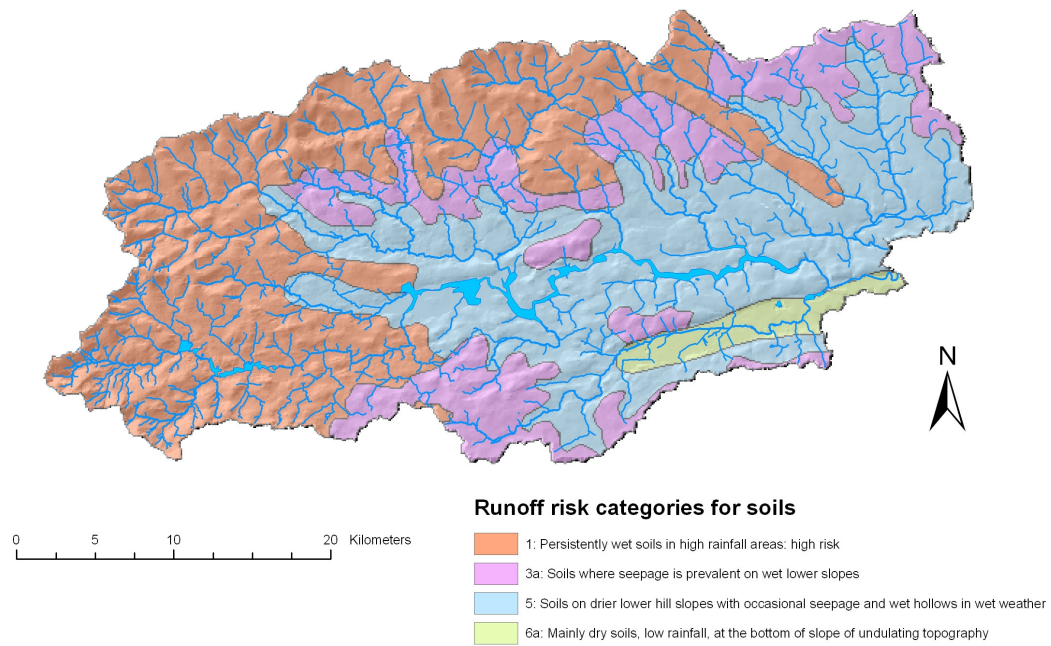 N
Runoff risk categories for soils
0 5 10 20 Kilometers
1: Persistently wet soils in high rainfall areas: high risk
3a: Soils where seepage is prevalent on wet lower slopes
5: Soils on drier lower hill slopes with occasional seepage and wet hollows in wet weather
6a: Mainly dry soils, low rainfall, at the bottom of slope of undulating topography